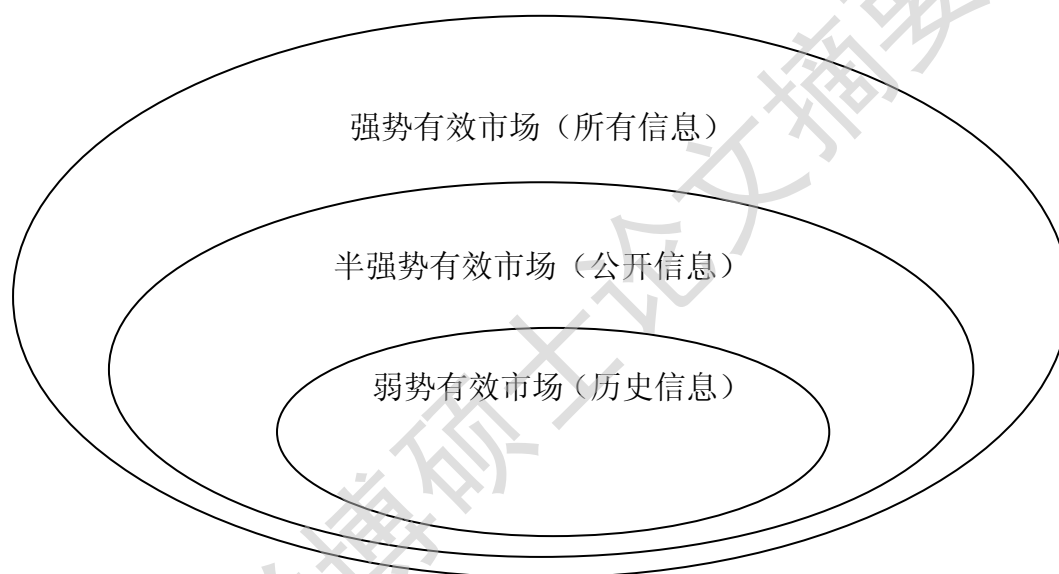 强势有效市场（所有信息）
半强势有效市场（公开信息）
弱势有效市场（历史信息）
博硕士论文摘要